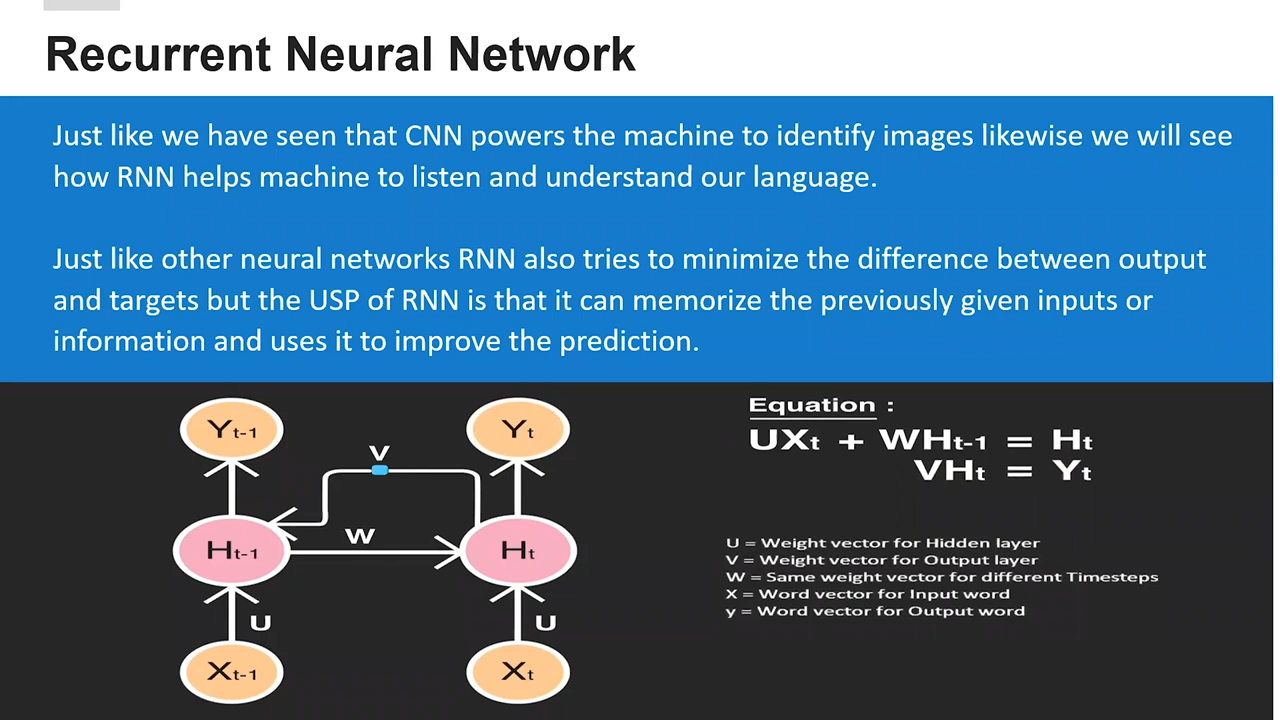 Recurrent Neural Network
Just like we have seen that CNN powers the machine to identify images likewise we will see
how RNN helps machine to listen and understand our language.
Just like other neural networks RNN also tries to minimize the difference between output
and targets but the USP of RNN is that it can memorize the previously given inputs or
information and uses it to improve the prediction.
Yt-1
Yt
V
Ht-1
W
Ht
U
U
Xt-1
Xt
Equation :
UXt + WHt-1 = Ht
VHt = Yt
U = Weight vector for Hidden layer
V = Weight vector for Output layer
W = Same weight vector for different Timesteps
X = Word vector for Input word
y = Word vector for Output word